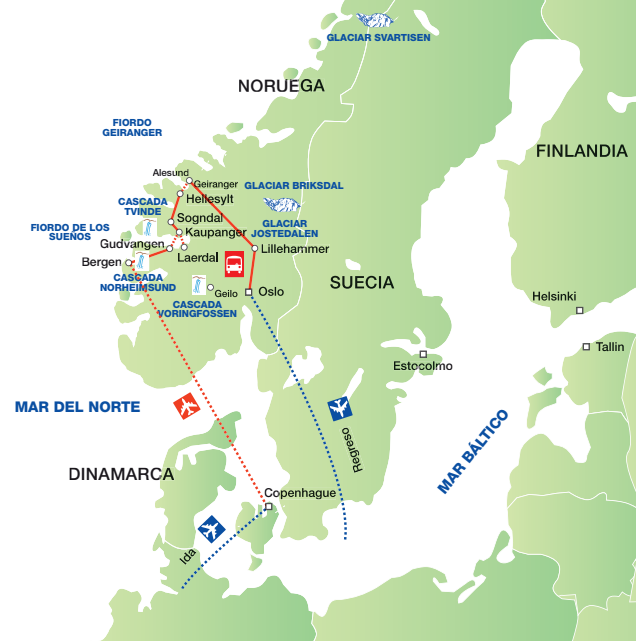 GLACIAR SVARTISEN
NORUEGA
FIORDO
GEIRANGER
FINLANDIA
Alesund
Geiranger
GLACIAR BRIKSDAL
Hellesylt
CASCADA
TVINDE
Sogndal
GLACIAR
JOSTEDALEN
FIORDO DE LOS
SUEÑOS
Kaupanger
Gudvangen
Lillehammer
Bergen
Laerdal
CASCADA
NORHEIMSUND
SUECIA
Geilo
Oslo
CASCADA
VORINGFOSSEN
Helsinki
Tallin
Estocolmo
MAR DEL NORTE
Regreso
MAR BÁLTICO
DINAMARCA
Copenhague
Ida